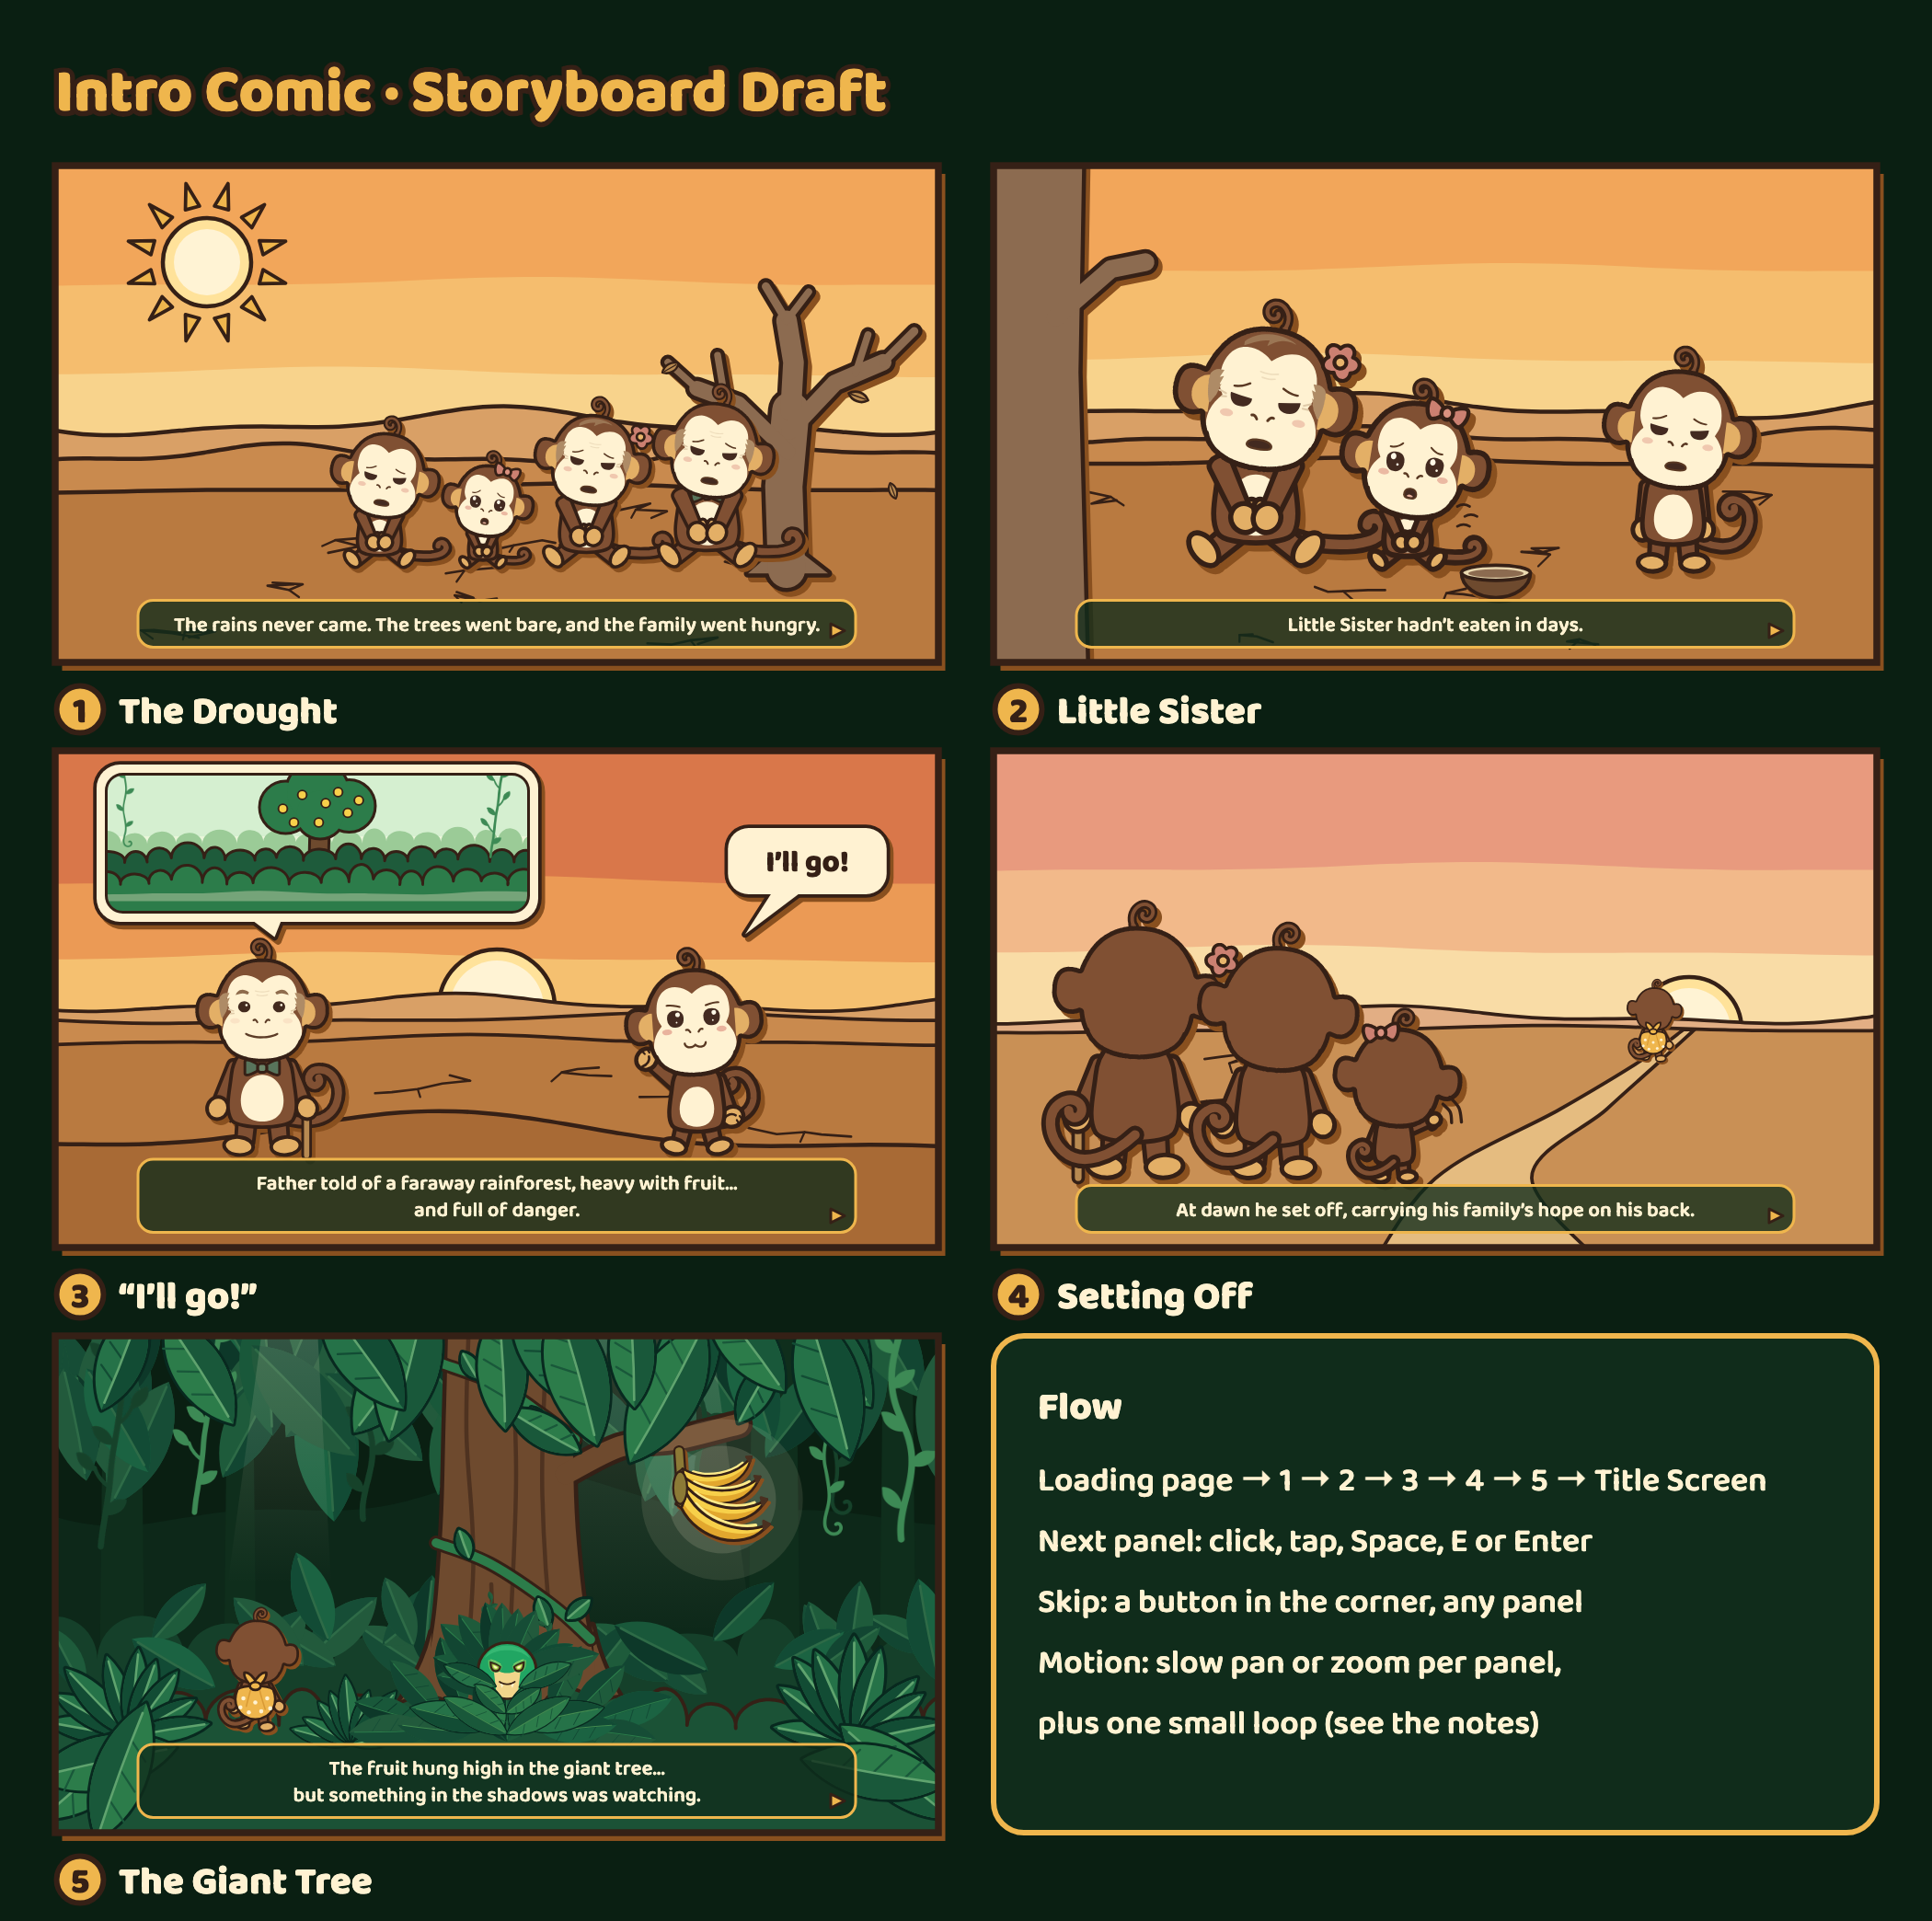 Intro Comic • Storyboard Draft
The rains never came. The trees went bare, and the family went hungry.
1 The Drought
Little Sister hadn’t eaten in days.
2 Little Sister
I’ll go!
Father told of a faraway rainforest, heavy with fruit...
and full of danger.
3 “I’ll go!”
At dawn he set off, carrying his family’s hope on his back.
4 Setting Off
The fruit hung high in the giant tree...
but something in the shadows was watching.
5 The Giant Tree
Flow
Loading page → 1 → 2 → 3 → 4 → 5 → Title Screen
Next panel: click, tap, Space, E or Enter
Skip: a button in the corner, any panel
Motion: slow pan or zoom per panel,
plus one small loop (see the notes)